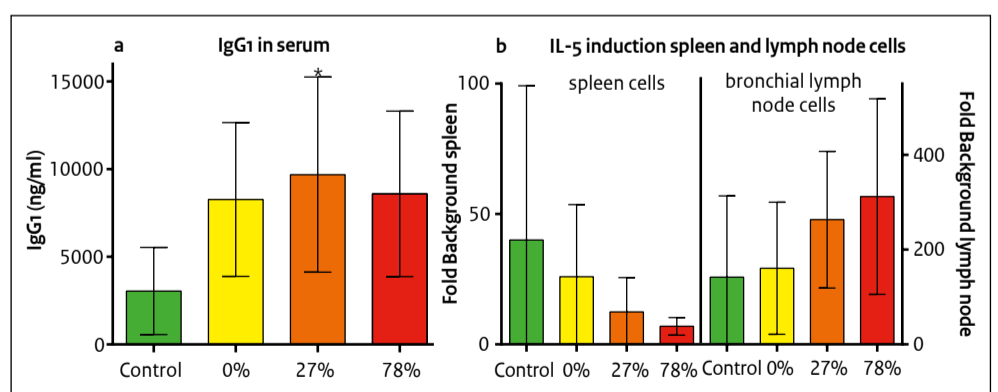 a
IgG1 in serum
IgG1 (ng/ml)
15000
10000
5000
0
*
Control 0% 27% 78%
b
IL-5 induction spleen and lymph node cells
Fold Background spleen
100
50
0
spleen cells
bronchial lymph
node cells
400
200
0
Fold Background lymph node
Control 0% 27% 78% Control 0% 27% 78%